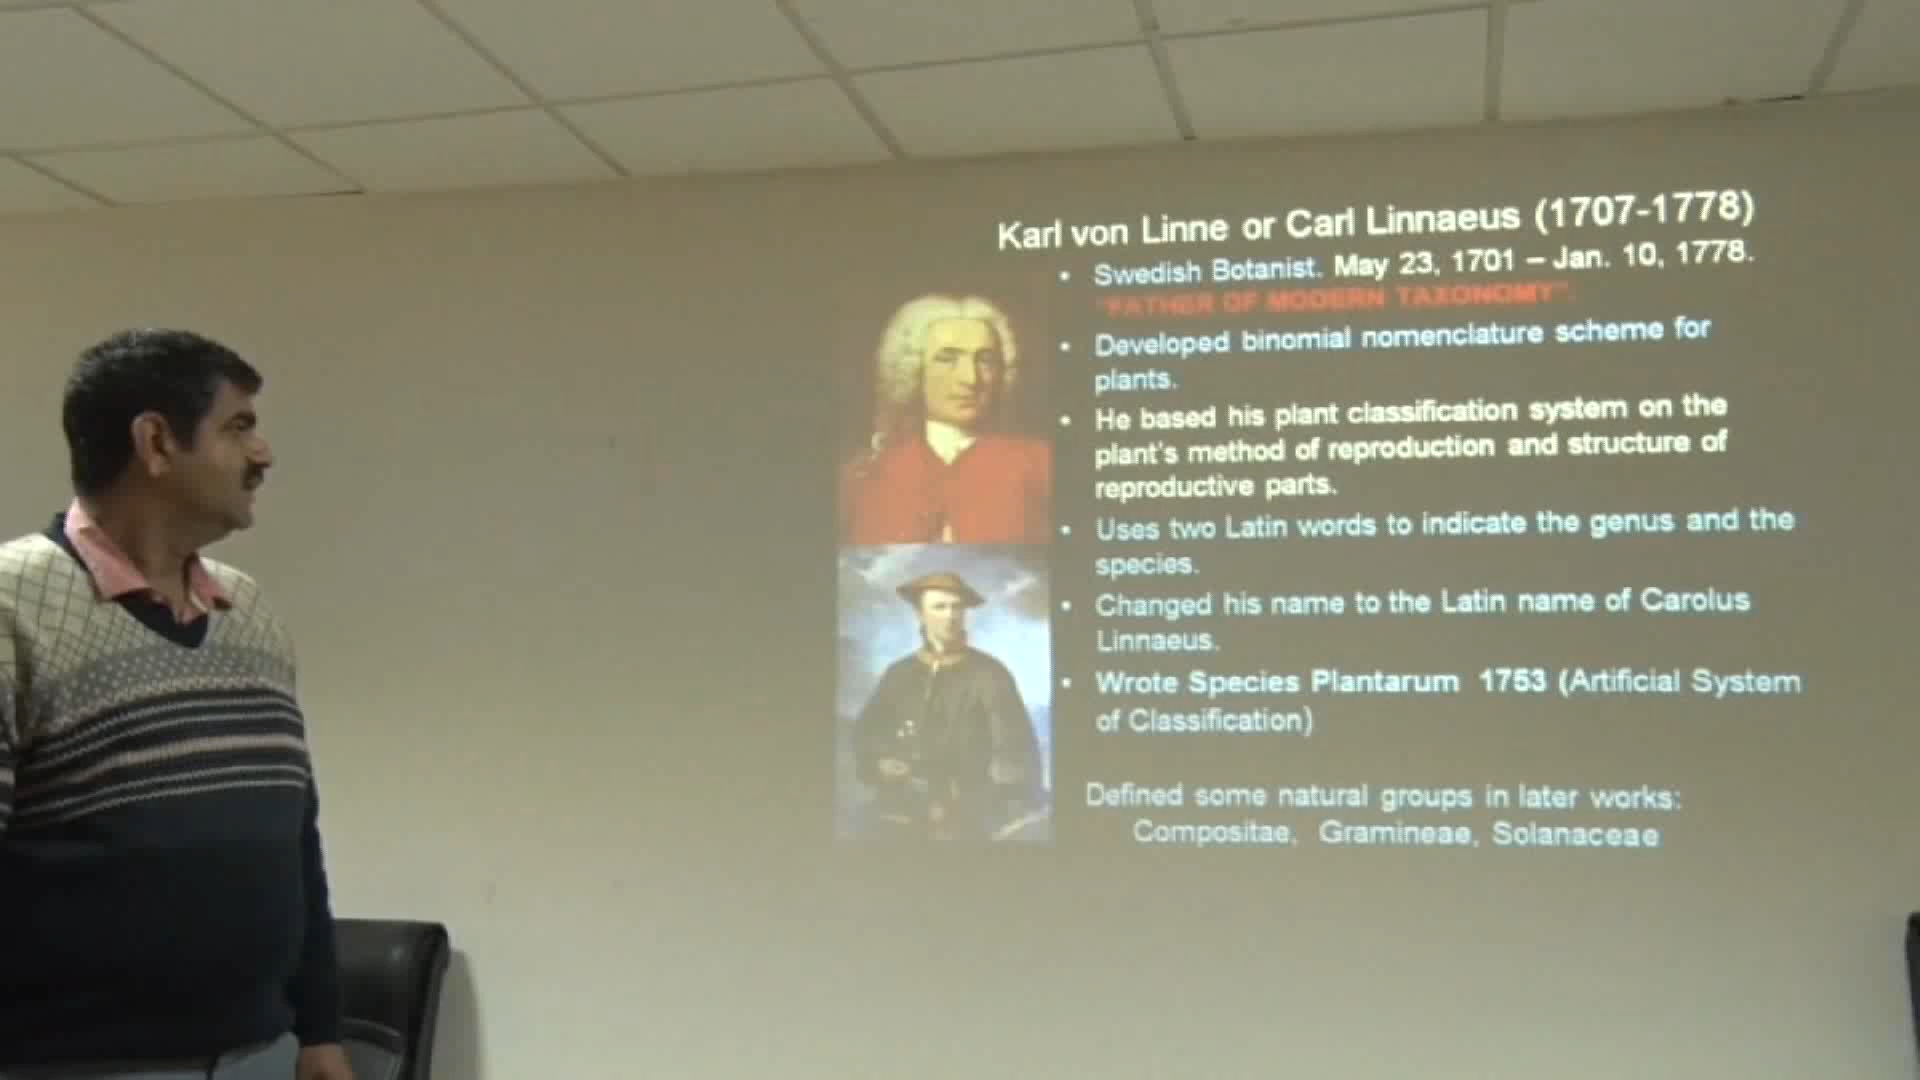 Karl von Linne or Carl Linnaeus (1707-1778)
• Swedish Botanist. May 23, 1701 – Jan. 10, 1778.
"FATHER OF MODERN TAXONOMY".
• Developed binomial nomenclature scheme for
plants.
• He based his plant classification system on the
plant's method of reproduction and structure of
reproductive parts.
• Uses two Latin words to indicate the genus and the
species.
• Changed his name to the Latin name of Carolus
Linnaeus.
• Wrote Species Plantarum 1753 (Artificial System
of Classification)
Defined some natural groups in later works:
Compositae, Gramineae, Solanaceae